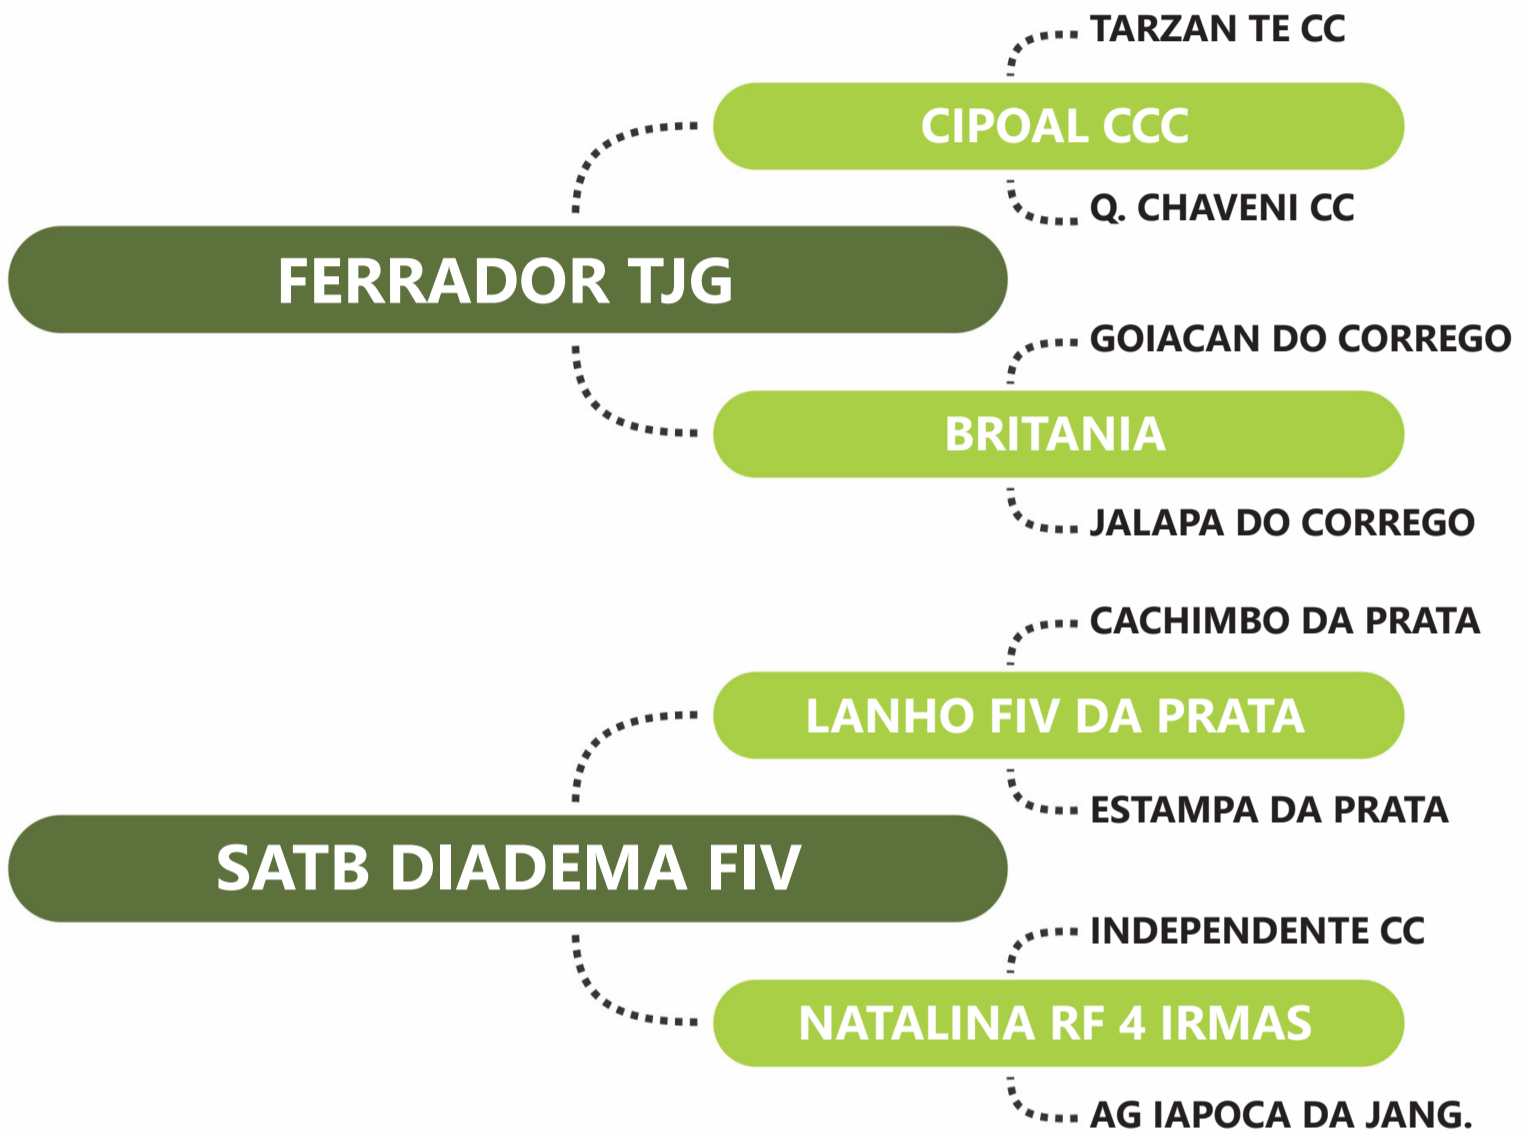 TARZAN TE CC
CIPOAL CCC
Q. CHAVENI CC
FERRADOR TJG
GOIACAN DO CORREGO
BRITANIA
JALAPA DO CORREGO
CACHIMBO DA PRATA
LANHO FIV DA PRATA
ESTAMPA DA PRATA
SATB DIADEMA FIV
INDEPENDENTE CC
NATALINA RF 4 IRMAS
AG IAPOCA DA JANG.